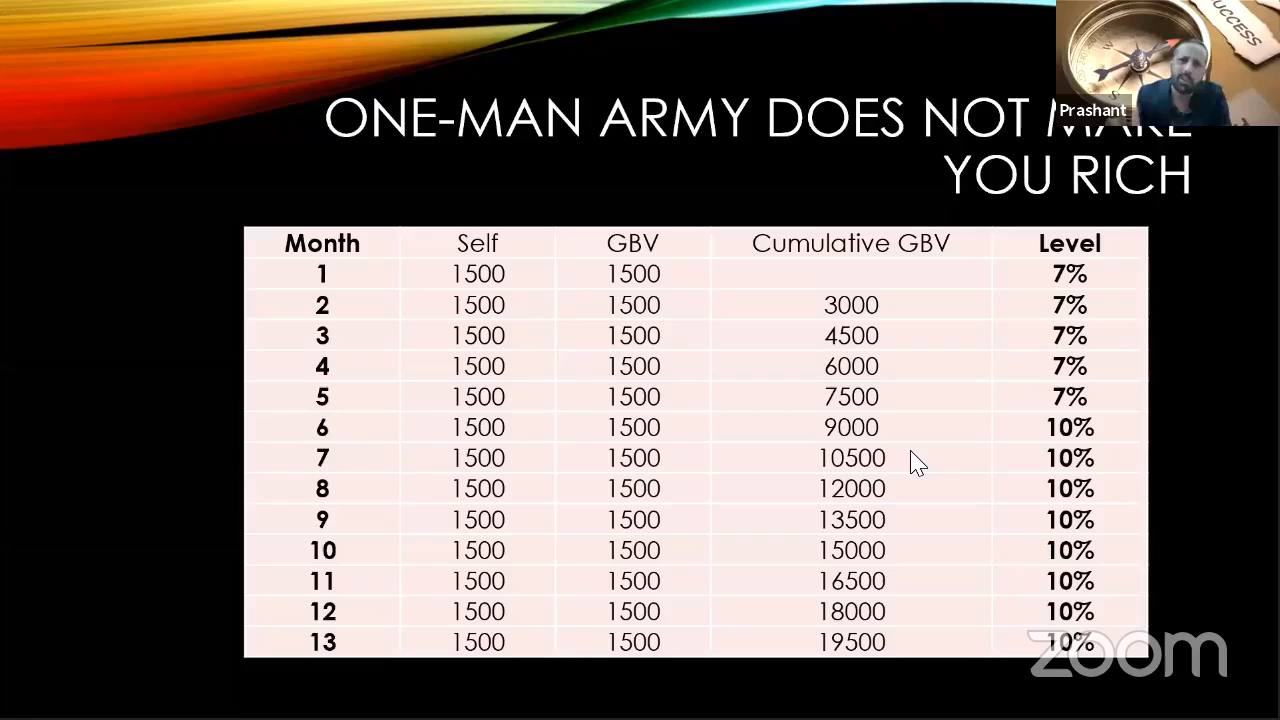 SUCCESS
Prashant
ONE-MAN ARMY DOES NOT MAKE
YOU RICH
Month Self GBV Cumulative GBV Level
1 1500 1500 7%
2 1500 1500 3000 7%
3 1500 1500 4500 7%
4 1500 1500 6000 7%
5 1500 1500 7500 7%
6 1500 1500 9000 10%
7 1500 1500 10500 10%
8 1500 1500 12000 10%
9 1500 1500 13500 10%
10 1500 1500 15000 10%
11 1500 1500 16500 10%
12 1500 1500 18000 10%
13 1500 1500 19500 10%
zoom